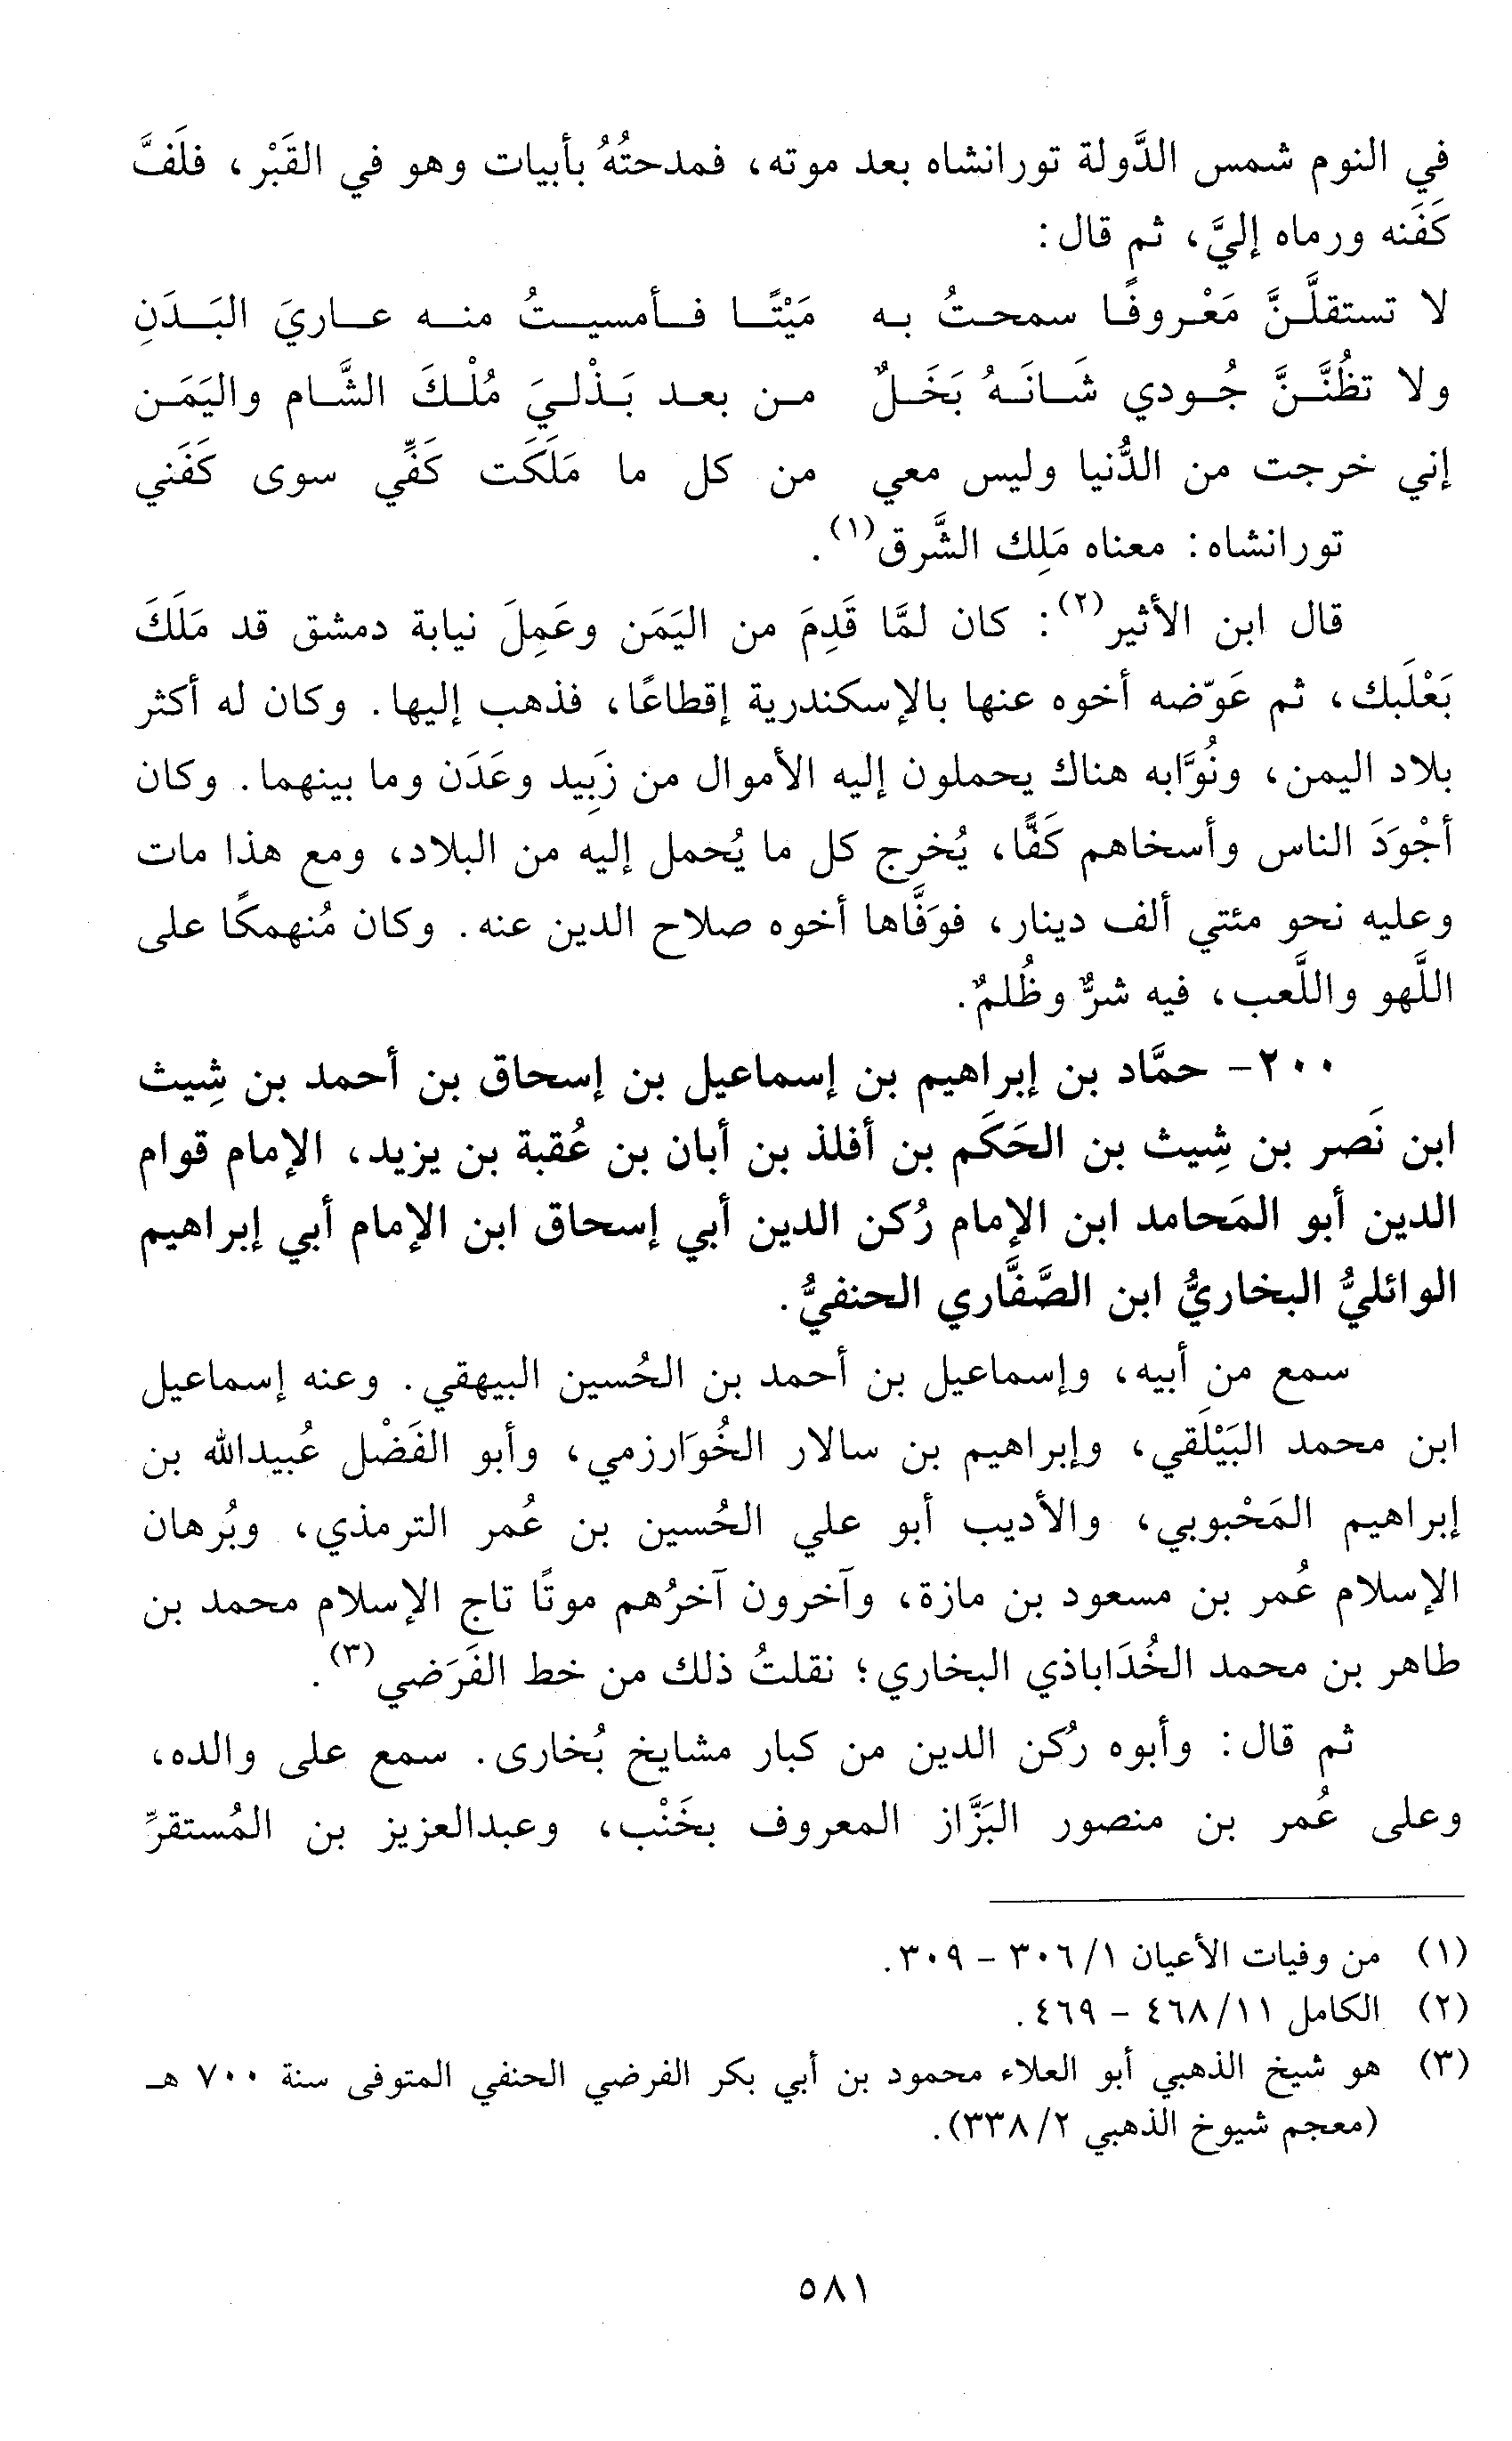 في النوم شمس الدَّولة تورانشاه بعد موته، فمدحتُهُ بأبيات وهو في القَبْر، فلَفَّ
كَفَنه ورماه إليَّ، ثم قال:
لا تستقلَّنَّ مَعْروفًا سمحتُ به مَيْتًا فأمسيتُ منه عاريَ البَدَنِ
ولا تظُنَّنَّ جُودي شَانَهُ بَخَلٌ من بعد بَذْليَ مُلْكَ الشَّام واليَمَن
إني خرجت من الدُّنيا وليس معي من كل ما مَلَكَت كَفِّي سوى كَفَني
تورانشاه: معناه مَلِك الشَّرق(١).
قال ابن الأثير(٢): كان لمَّا قَدِمَ من اليَمَن وعَمِلَ نيابة دمشق قد مَلَكَ
بَعْلَبك، ثم عَوّضه أخوه عنها بالإسكندرية إقطاعًا، فذهب إليها. وكان له أكثر
بلاد اليمن، ونُوَّابه هناك يحملون إليه الأموال من زَبِيد وعَدَن وما بينهما. وكان
أجْوَدَ الناس وأسخاهم كَفًّا، يُخرج كل ما يُحمل إليه من البلاد، ومع هذا مات
وعليه نحو مئتي ألف دينار، فوَفَّاها أخوه صلاح الدين عنه. وكان مُنهمكًا على
اللَّهو واللَّعب، فيه شرٌّ وظُلمٌ.
٢٠٠- حمَّاد بن إبراهيم بن إسماعيل بن إسحاق بن أحمد بن شِيث
ابن نَصر بن شِيث بن الحَكَم بن أفلذ بن أبان بن عُقبة بن يزيد، الإمام قوام
الدين أبو المَحامد ابن الإمام رُكن الدين أبي إسحاق ابن الإمام أبي إبراهيم
الوائليُّ البخاريُّ ابن الصَّفَّاري الحنفيُّ.
سمع من أبيه، وإسماعيل بن أحمد بن الحُسين البيهقي. وعنه إسماعيل
ابن محمد البَيْلَقي، وإبراهيم بن سالار الخُوَارزمي، وأبو الفَضْل عُبيدالله بن
إبراهيم المَحْبوبي، والأديب أبو علي الحُسين بن عُمر الترمذي، وبُرهان
الإسلام عُمر بن مسعود بن مازة، وآخرون آخرُهم موتًا تاج الإسلام محمد بن
طاهر بن محمد الخُدَاباذي البخاري؛ نقلتُ ذلك من خط الفَرَضي(٣).
ثم قال: وأبوه رُكن الدين من كبار مشايخ بُخارى. سمع على والده،
وعلى عُمر بن منصور البَزَّاز المعروف بخَنْب، وعبدالعزيز بن المُستقرِّ
(١) من وفيات الأعيان ١/ ٣٠٦ - ٣٠٩.
(٢) الكامل ١١/ ٤٦٨ - ٤٦٩.
(٣) هو شيخ الذهبي أبو العلاء محمود بن أبي بكر الفرضي الحنفي المتوفى سنة ٧٠٠ هـ
(معجم شيوخ الذهبي ٢/ ٣٣٨).
٥٨١